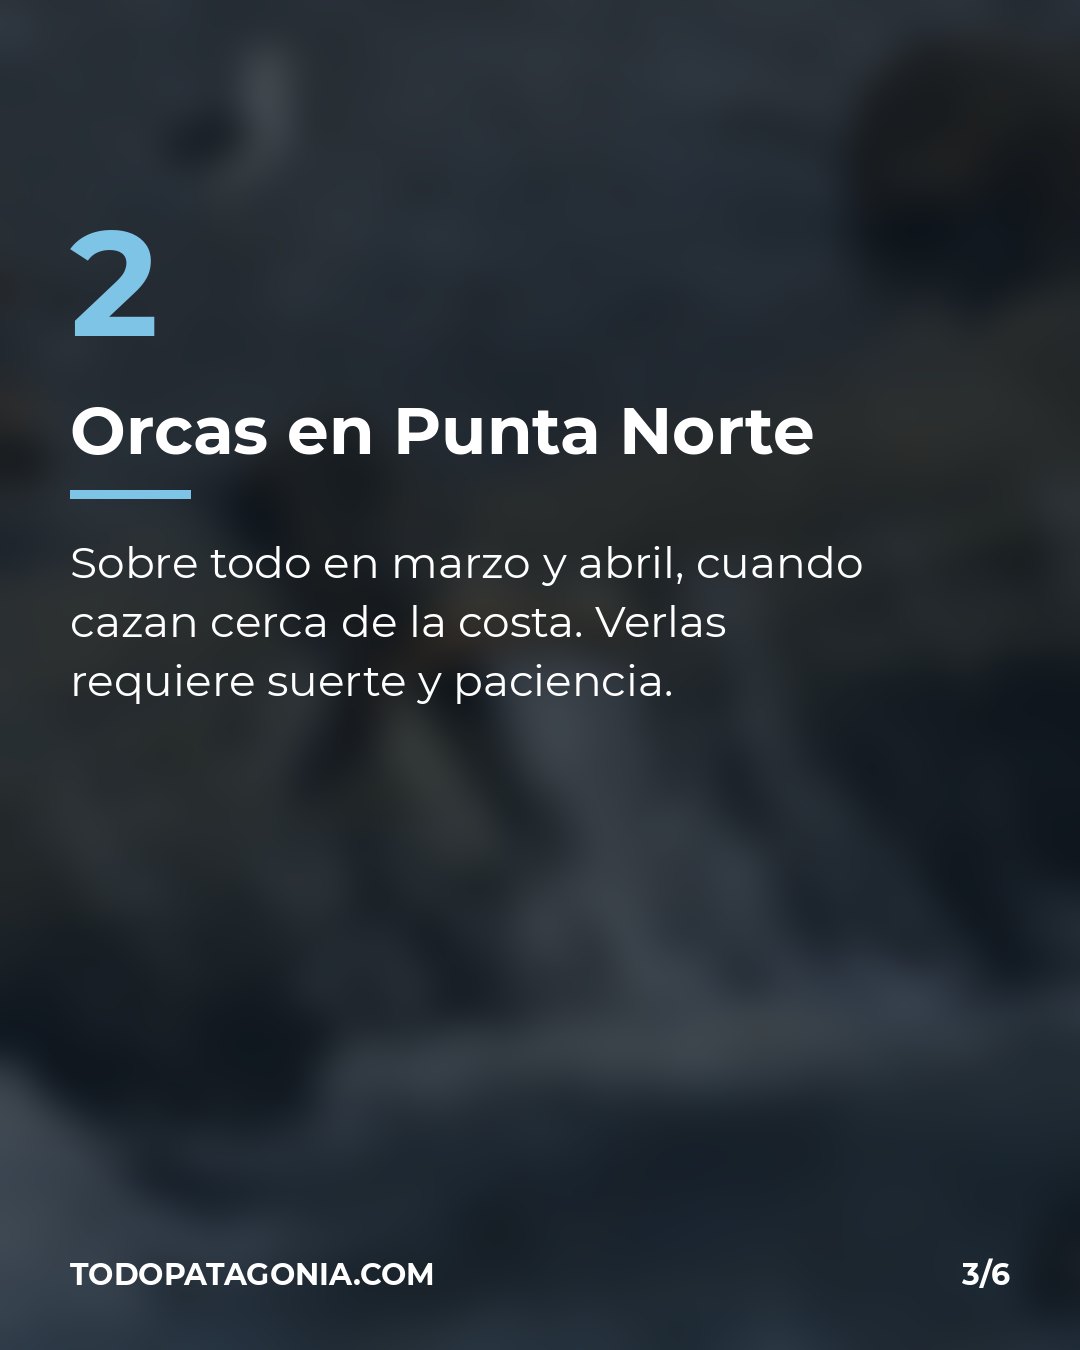 2
Orcas en Punta Norte
Sobre todo en marzo y abril, cuando
cazan cerca de la costa. Verlas
requiere suerte y paciencia.
TODOPATAGONIA.COM
3/6